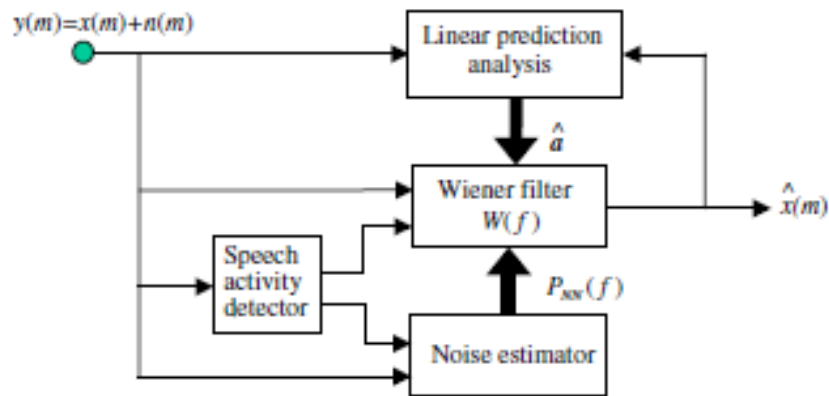 y(m)=x(m)+n(m)
Linear prediction
analysis
â
Wiener filter
W(f)
x̂(m)
Speech
activity
detector
P_NN(f)
Noise estimator